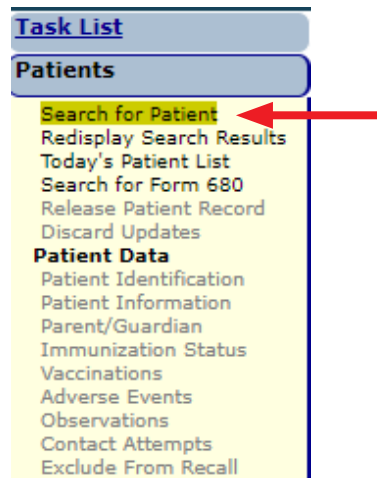 Task List
Patients
Search for Patient
Redisplay Search Results
Today's Patient List
Search for Form 680
Release Patient Record
Discard Updates
Patient Data
Patient Identification
Patient Information
Parent/Guardian
Immunization Status
Vaccinations
Adverse Events
Observations
Contact Attempts
Exclude From Recall